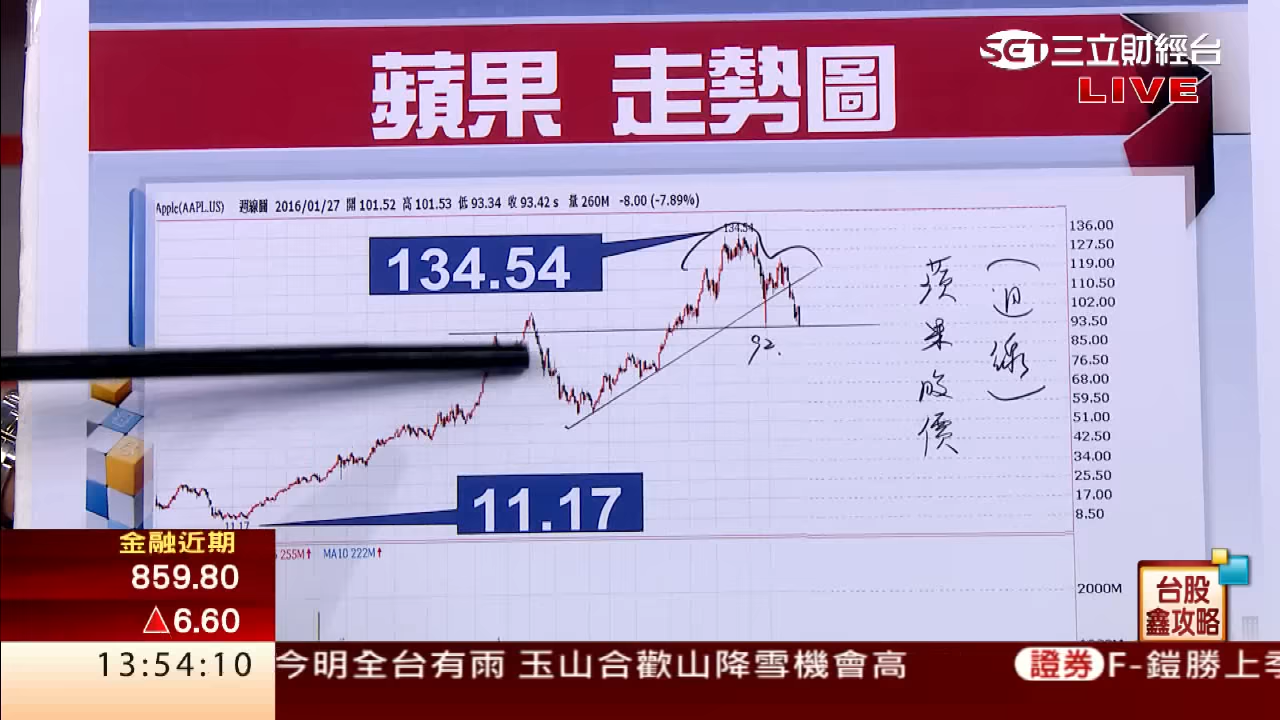 蘋果 走勢圖
SET三立財經台
LIVE
Apple(AAPL.US) 週線圖 2016/01/27 開 101.52 高 101.53 低 93.34 收 93.42 s 量 260M -8.00 (-7.89%)
134.54
134.54
136.00
127.50
119.00
110.50
102.00
93.50
85.00
76.50
68.00
59.50
51.00
42.50
34.00
25.50
17.00
8.50
92.
蘋果股價
(週線)
11.17
11.17
255M↑ MA10 222M↑
2000M
金融近期
859.80
△6.60
台股
鑫攻略
13:54:10
今明全台有雨 玉山合歡山降雪機會高
證券 F-鎧勝上季